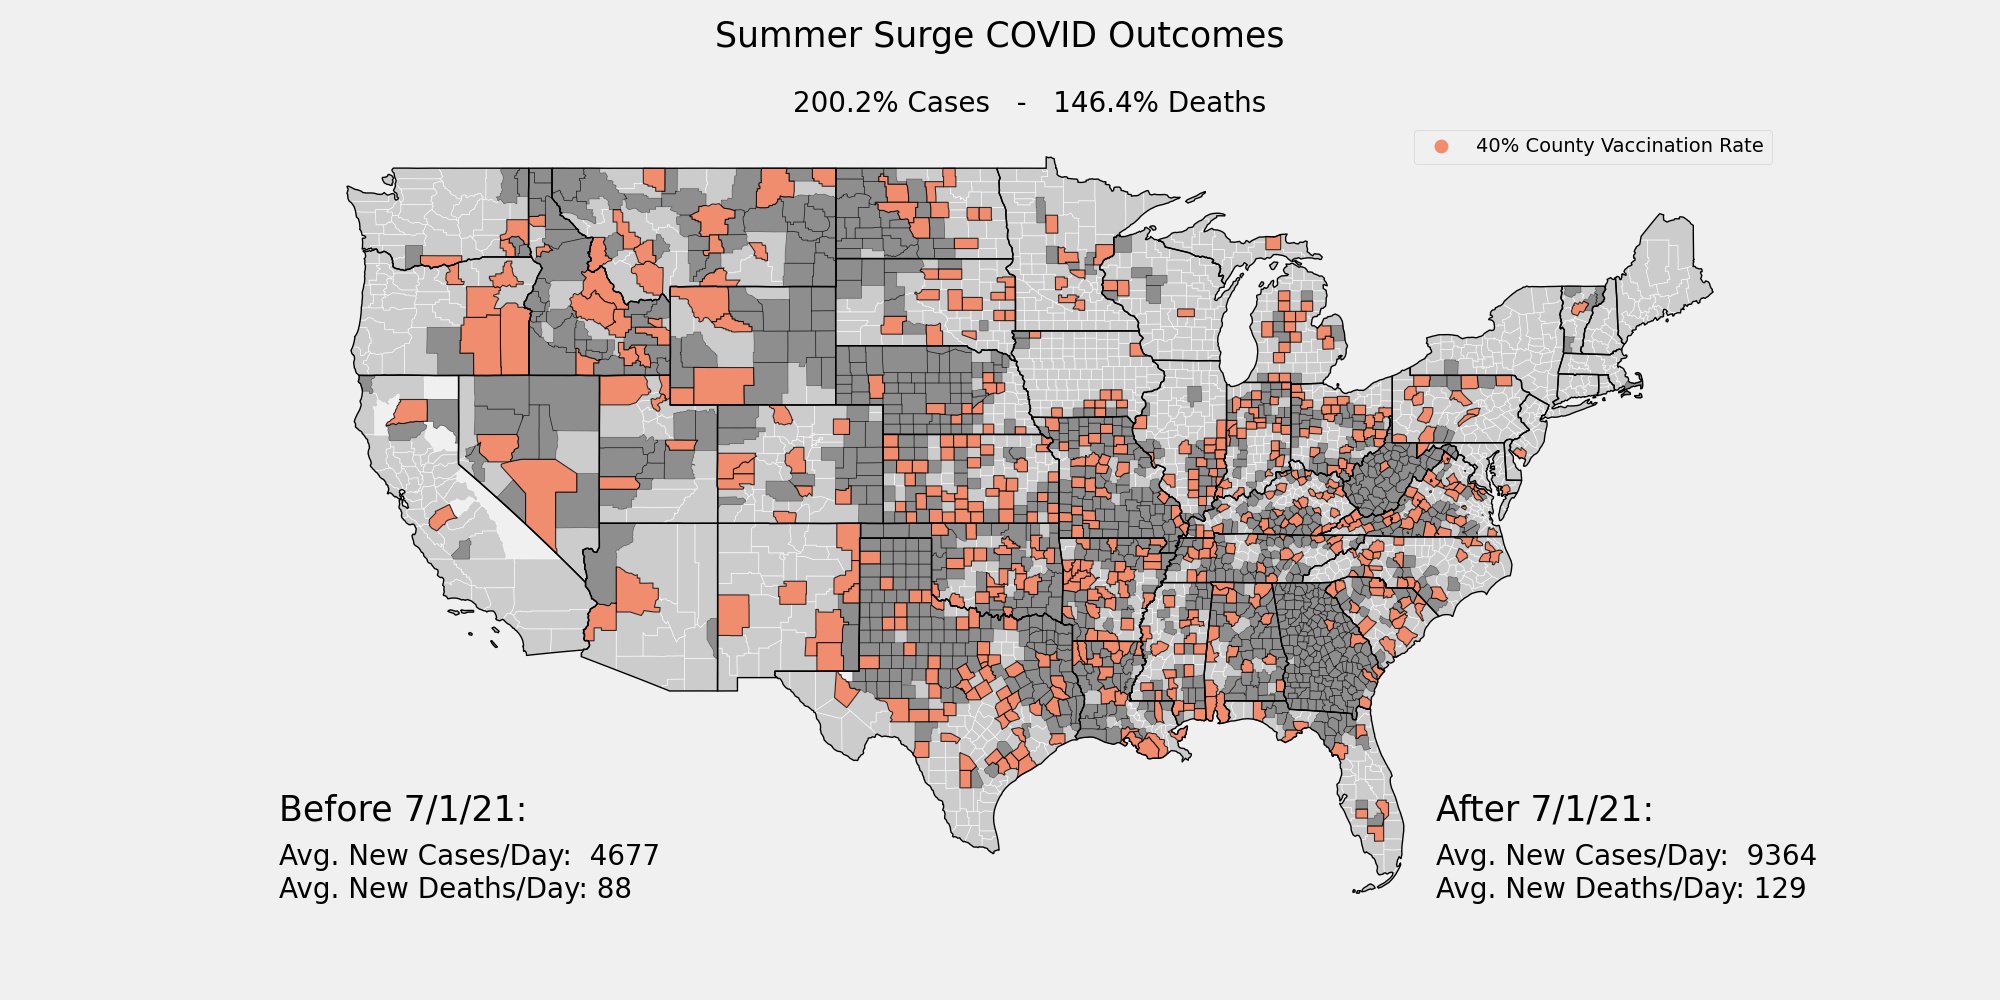 Summer Surge COVID Outcomes
200.2% Cases - 146.4% Deaths
40% County Vaccination Rate
Before 7/1/21:
Avg. New Cases/Day: 4677
Avg. New Deaths/Day: 88
After 7/1/21:
Avg. New Cases/Day: 9364
Avg. New Deaths/Day: 129